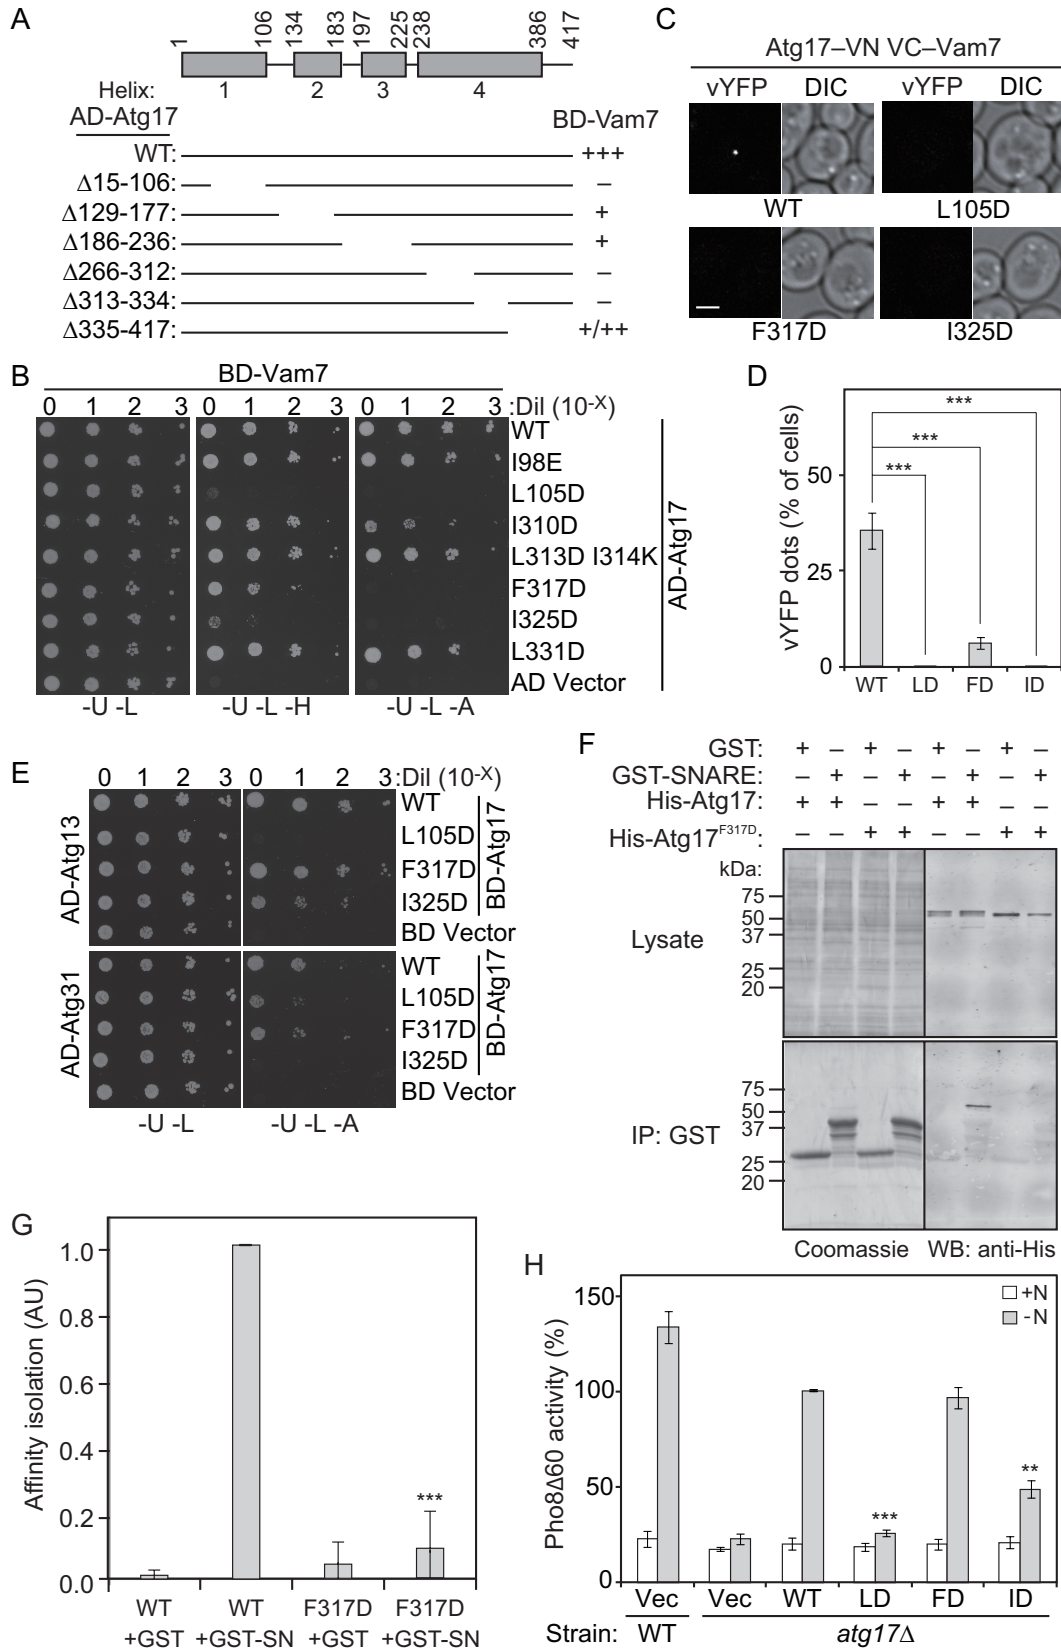 A
1 106 134 183 197 225 238 386 417
Helix: 1 2 3 4
AD-Atg17 BD-Vam7
WT: +++
Δ15-106: –
Δ129-177: +
Δ186-236: +
Δ266-312: –
Δ313-334: –
Δ335-417: +/++
B
BD-Vam7
0 1 2 3 0 1 2 3 0 1 2 3 :Dil (10-X)
WT
I98E
L105D
I310D
L313D I314K
F317D
I325D
L331D
AD Vector
AD-Atg17
-U -L -U -L -H -U -L -A
C
Atg17–VN VC–Vam7
vYFP DIC vYFP DIC
WT L105D
F317D I325D
D
vYFP dots (% of cells)
50
25
0
***
***
***
WT LD FD ID
E
0 1 2 3 0 1 2 3 :Dil (10-X)
AD-Atg13
WT
L105D
F317D
I325D
BD Vector
BD-Atg17
AD-Atg31
WT
L105D
F317D
I325D
BD Vector
BD-Atg17
-U -L -U -L -A
F
GST: + – + – + – + –
GST-SNARE: – + – + – + – +
His-Atg17: + + – – + + – –
His-Atg17F317D: – – + + – – + +
kDa:
75
50
37
25
20
Lysate
75
50
37
25
20
IP: GST
Coomassie WB: anti-His
G
Affinity isolation (AU)
1.0
0.8
0.6
0.4
0.2
0.0
***
WT WT F317D F317D
+GST +GST-SN +GST +GST-SN
H
Pho8Δ60 activity (%)
150
100
50
0
+N
-N
***
**
Vec Vec WT LD FD ID
Strain: WT atg17Δ